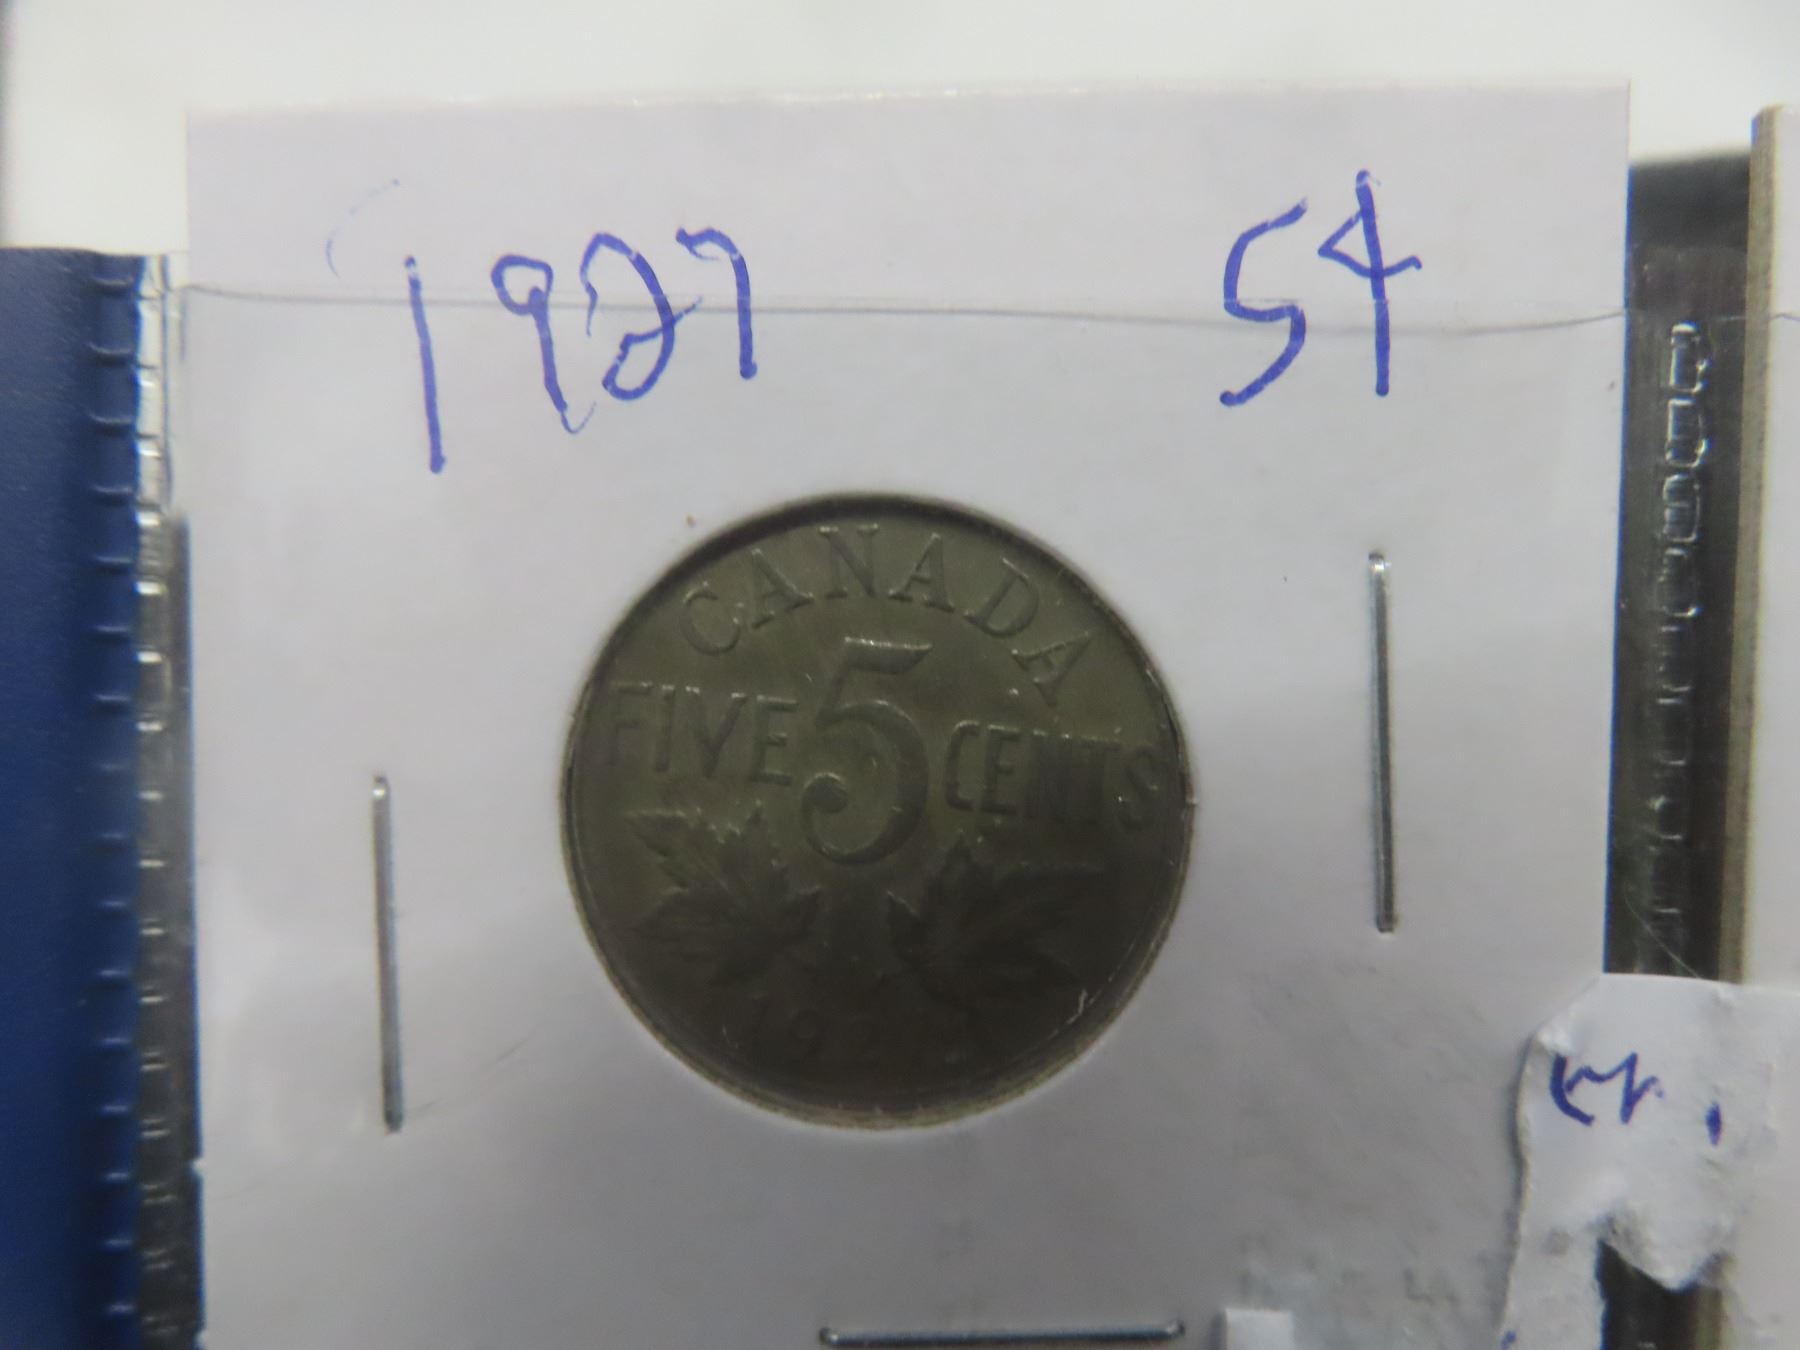 1927 5¢
CANADA
FIVE 5 CENTS